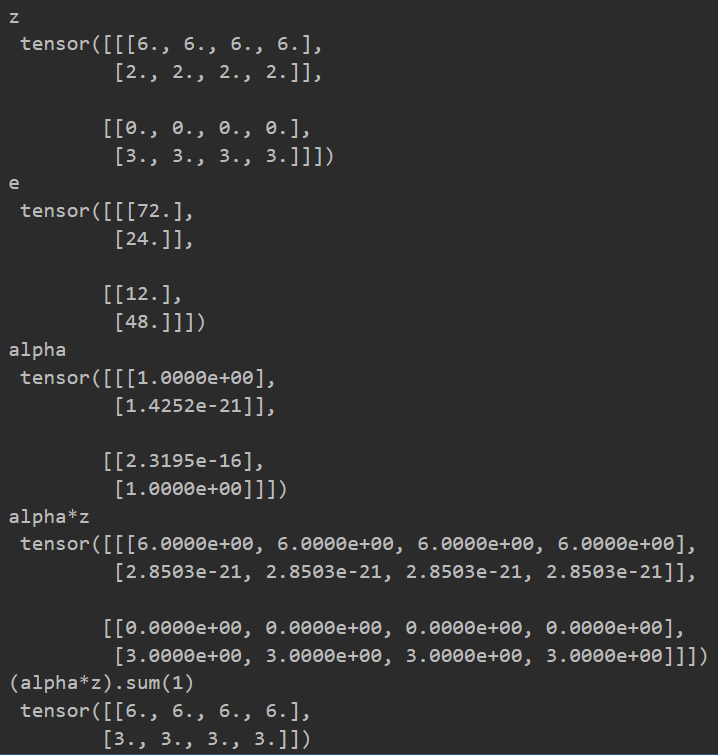 z
 tensor([[[6., 6., 6., 6.],
         [2., 2., 2., 2.]],

        [[0., 0., 0., 0.],
         [3., 3., 3., 3.]]])
e
 tensor([[[72.],
         [24.]],

        [[12.],
         [48.]]])
alpha
 tensor([[[1.0000e+00],
         [1.4252e-21]],

        [[2.3195e-16],
         [1.0000e+00]]])
alpha*z
 tensor([[[6.0000e+00, 6.0000e+00, 6.0000e+00, 6.0000e+00],
         [2.8503e-21, 2.8503e-21, 2.8503e-21, 2.8503e-21]],

        [[0.0000e+00, 0.0000e+00, 0.0000e+00, 0.0000e+00],
         [3.0000e+00, 3.0000e+00, 3.0000e+00, 3.0000e+00]]])
(alpha*z).sum(1)
 tensor([[6., 6., 6., 6.],
        [3., 3., 3., 3.]])